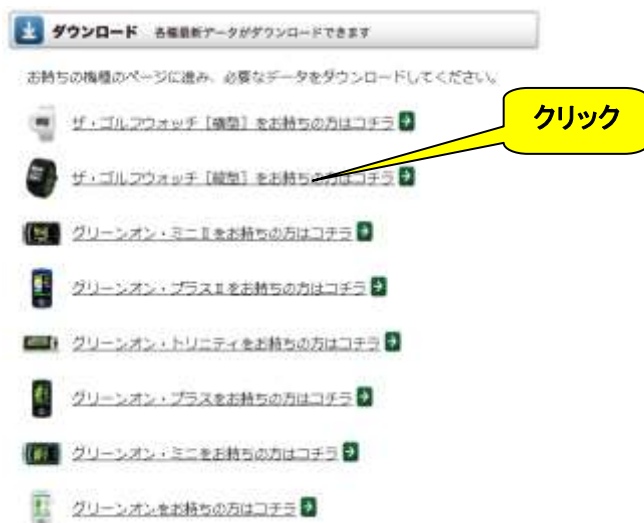 ダウンロード 各種最新データがダウンロードできます
お持ちの機種のページに進み、必要なデータをダウンロードしてください。
クリック
ザ・ゴルフウォッチ［横型］をお持ちの方はコチラ
ザ・ゴルフウォッチ［縦型］をお持ちの方はコチラ
グリーンオン・ミニⅡをお持ちの方はコチラ
グリーンオン・プラスⅡをお持ちの方はコチラ
グリーンオン・トリニティをお持ちの方はコチラ
グリーンオン・プラスをお持ちの方はコチラ
グリーンオン・ミニをお持ちの方はコチラ
グリーンオンをお持ちの方はコチラ